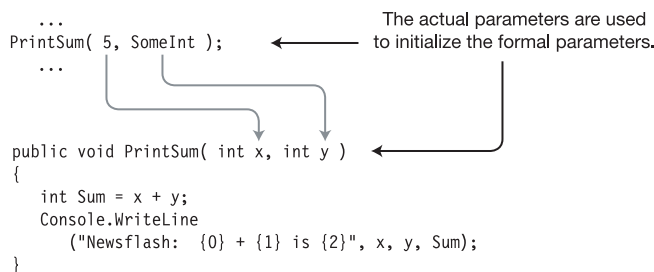 ...
PrintSum( 5, SomeInt );
...
The actual parameters are used
to initialize the formal parameters.
public void PrintSum( int x, int y )
{
   int Sum = x + y;
   Console.WriteLine
      ("Newsflash:  {0} + {1} is {2}", x, y, Sum);
}